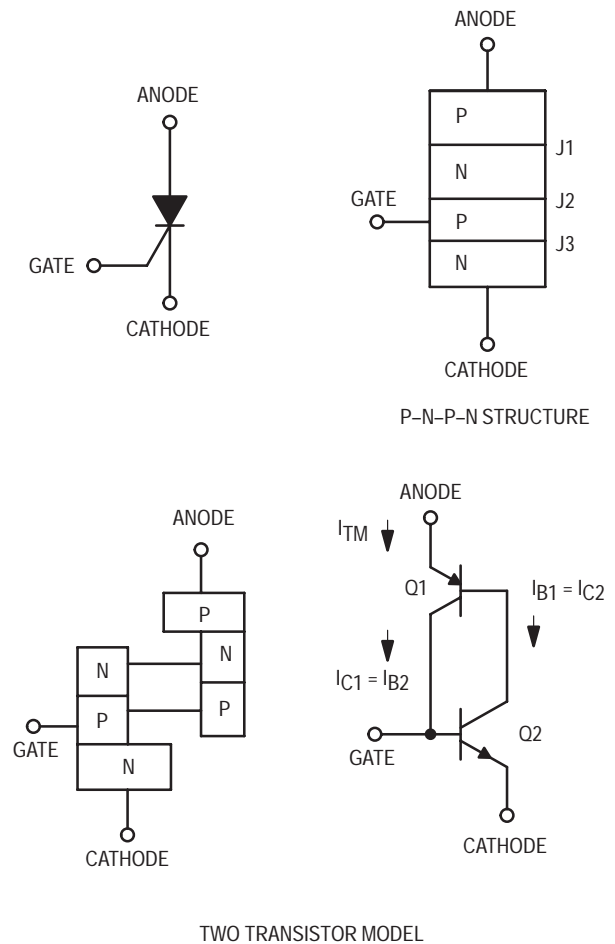 ANODE
GATE
CATHODE
ANODE
P
J1
N
J2
GATE
P
J3
N
CATHODE
P–N–P–N STRUCTURE
ANODE
P
N
N
P
P
GATE
N
CATHODE
ANODE
ITM
Q1
IB1 = IC2
IC1 = IB2
GATE
Q2
CATHODE
TWO TRANSISTOR MODEL